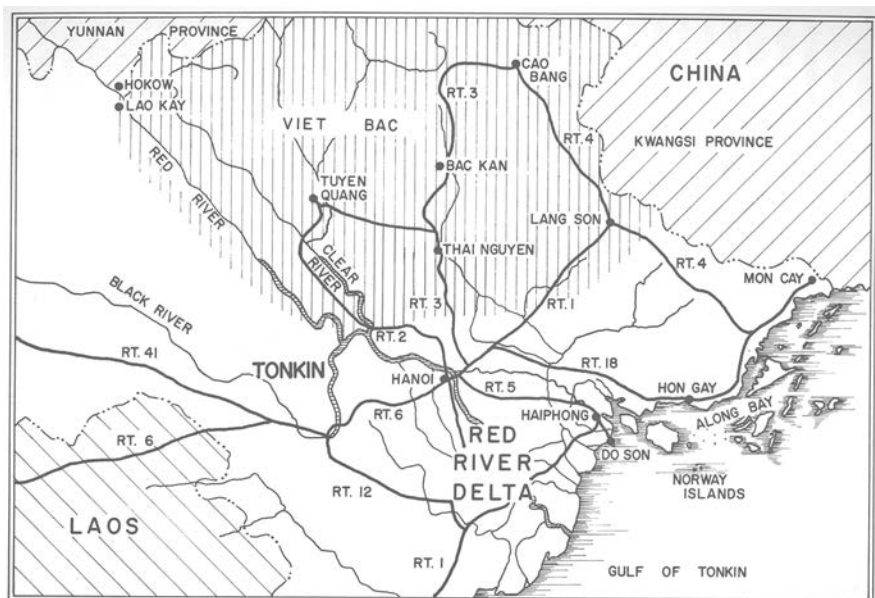 YUNNAN PROVINCE
HOKOW
LAO KAY
CAO
BANG
CHINA
RT. 3
VIET BAC
RT. 4
KWANGSI PROVINCE
RED
RIVER
BAC KAN
TUYEN
QUANG
LANG SON
THAI NGUYEN
CLEAR
RIVER
RT. 4
MON CAY
BLACK RIVER
RT. 3
RT. 1
RT. 2
RT. 41
TONKIN
RT. 18
HANOI
RT. 5
HON GAY
RT. 6
HAIPHONG
ALONG BAY
RED
RIVER
DELTA
DO SON
RT. 6
NORWAY
ISLANDS
RT. 12
LAOS
RT. 1
GULF OF TONKIN